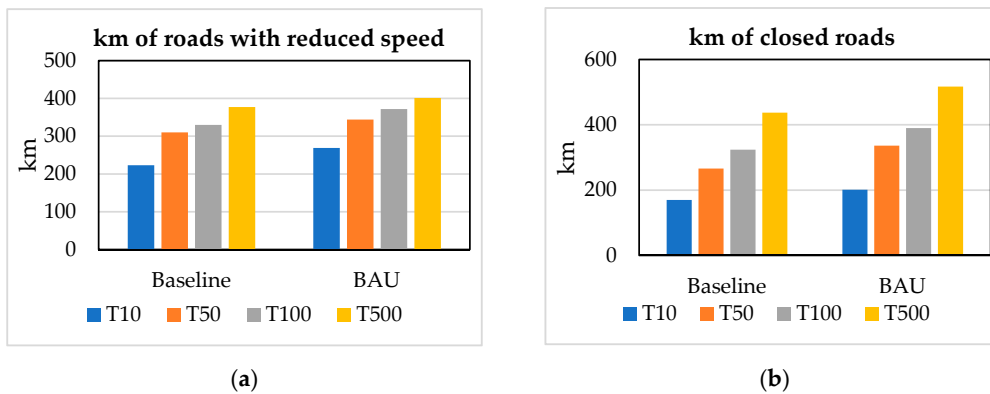 km of roads with reduced speed
500
400
300
200
100
0
km
Baseline BAU
T10 T50 T100 T500
(a)
km of closed roads
600
400
200
0
km
Baseline BAU
T10 T50 T100 T500
(b)